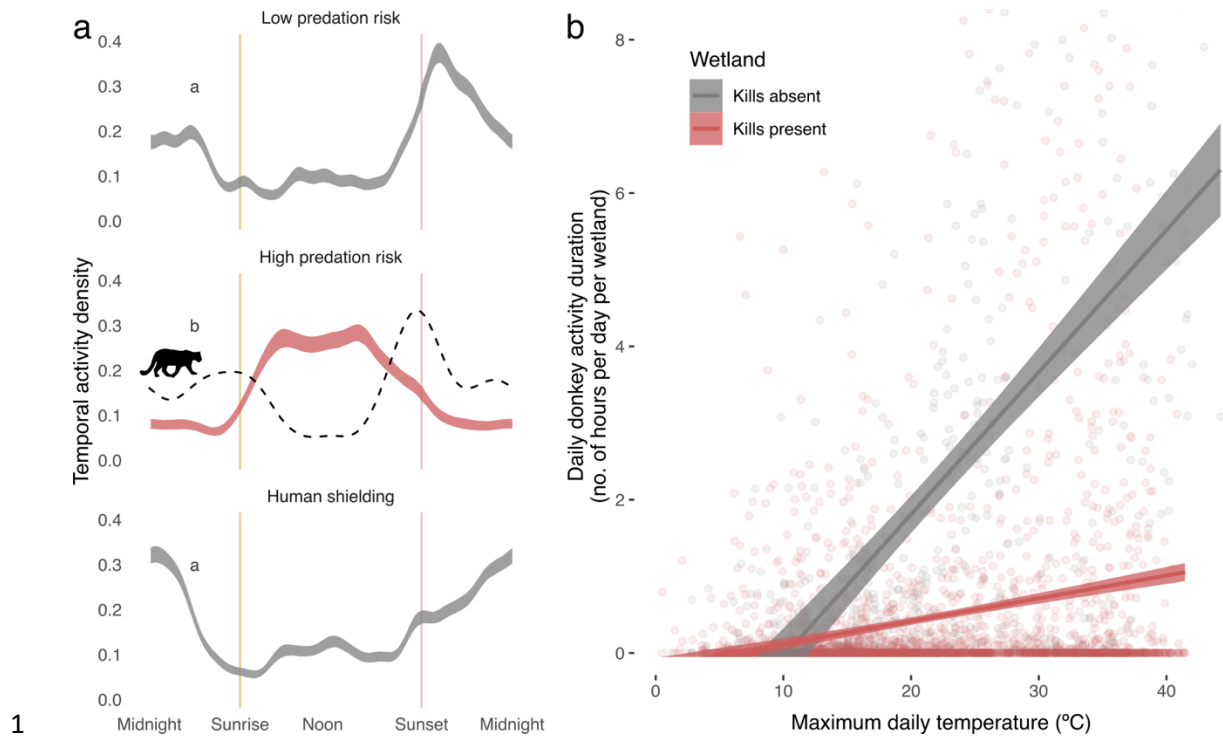 a
Low predation risk
0.4
0.3
0.2
0.1
0.0
a
High predation risk
0.4
0.3
0.2
0.1
0.0
b
Human shielding
0.4
0.3
0.2
0.1
0.0
a
Temporal activity density
Midnight Sunrise Noon Sunset Midnight
b
8
6
4
2
0
Daily donkey activity duration
(no. of hours per day per wetland)
Wetland
Kills absent
Kills present
0 10 20 30 40
Maximum daily temperature (ºC)
1